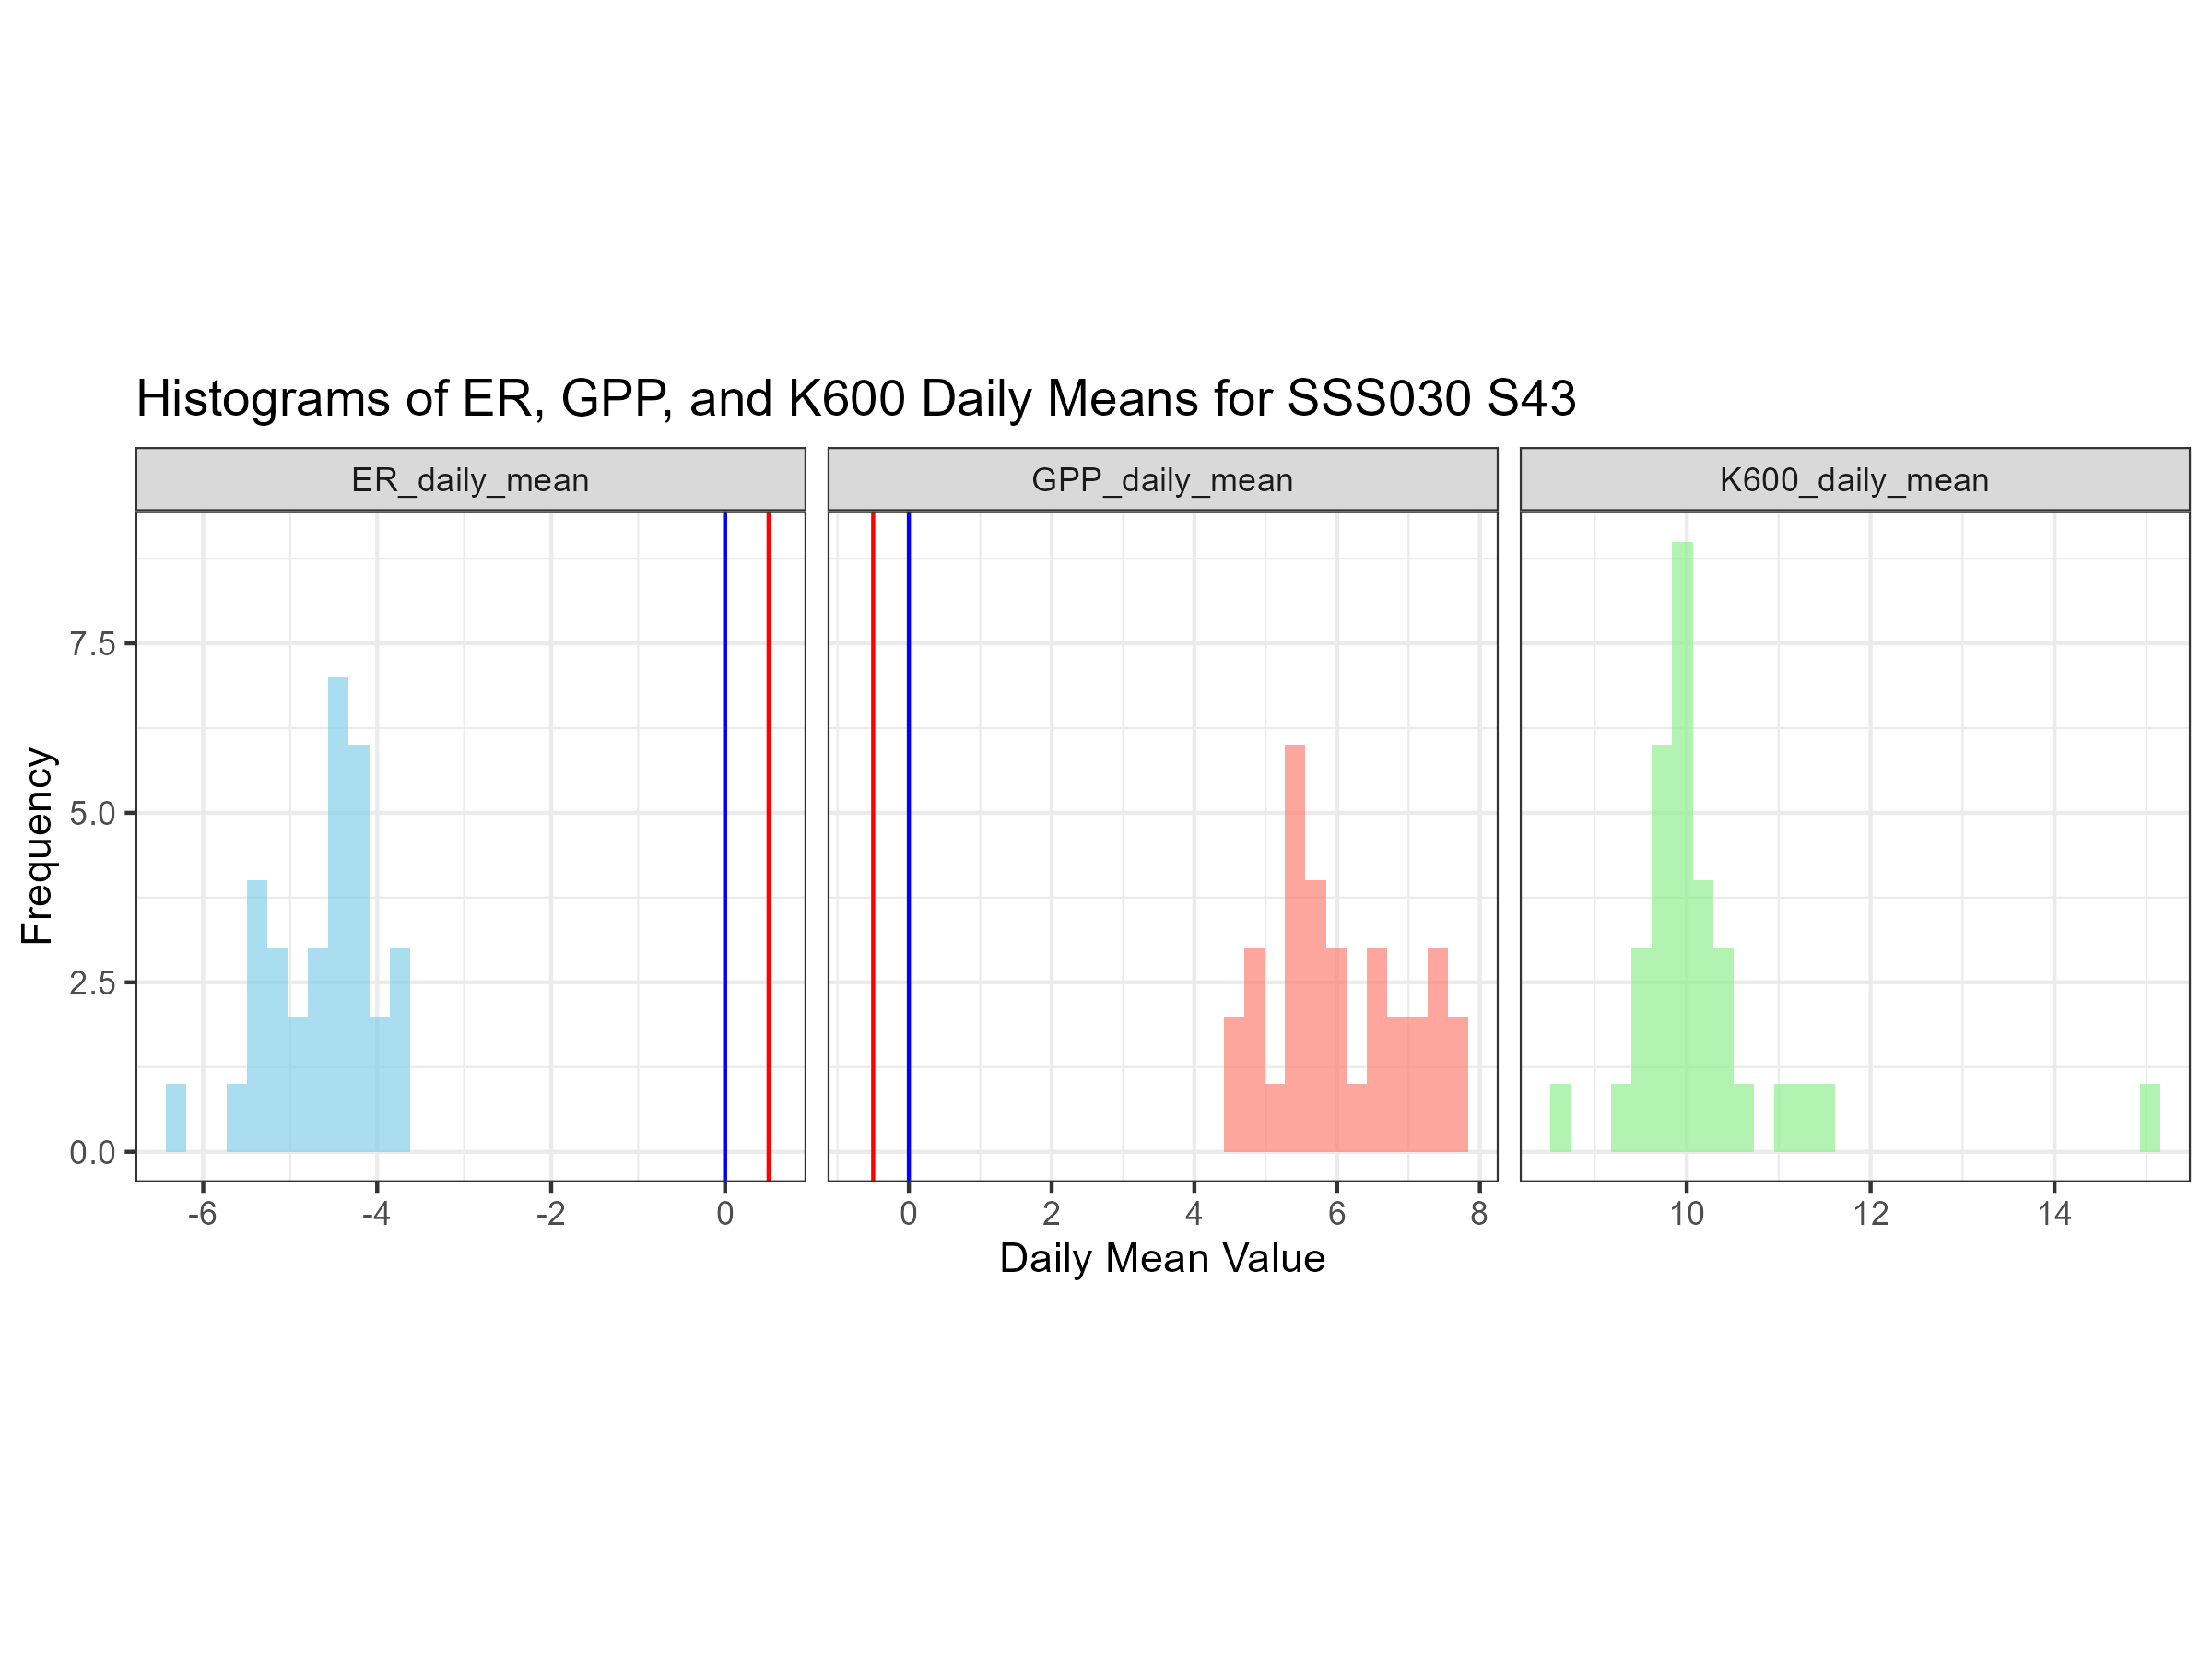 Histograms of ER, GPP, and K600 Daily Means for SSS030 S43
ER_daily_mean
GPP_daily_mean
K600_daily_mean
Frequency
7.5
5.0
2.5
0.0
-6
-4
-2
0
0
2
4
6
8
10
12
14
Daily Mean Value